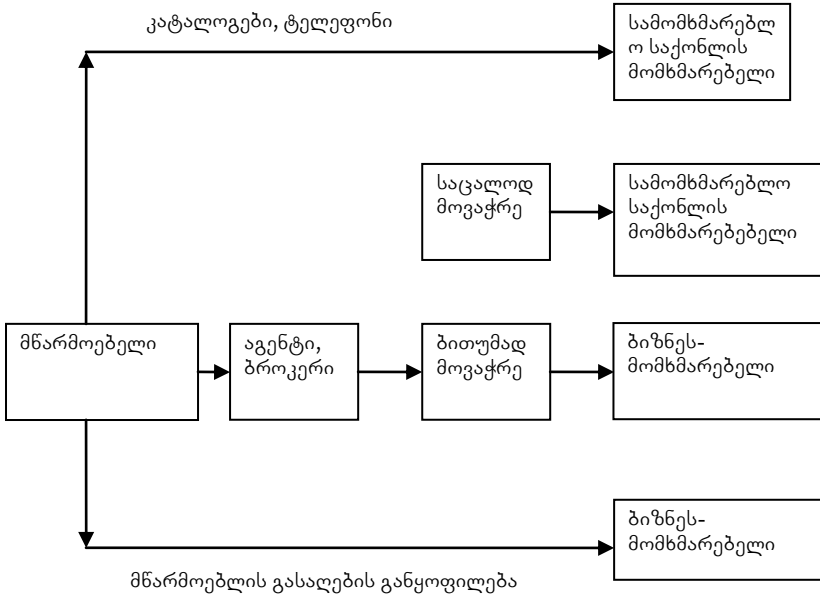 კატალოგები, ტელეფონი
სამომხმარებლ
ო საქონლის
მომხმარებელი
საცალოდ
მოვაჭრე
სამომხმარებლო
საქონლის
მომხმარებებელი
მწარმოებელი
აგენტი,
ბროკერი
ბითუმად
მოვაჭრე
ბიზნეს-
მომხმარებელი
ბიზნეს-
მომხმარებელი
მწარმოებლის გასაღების განყოფილება